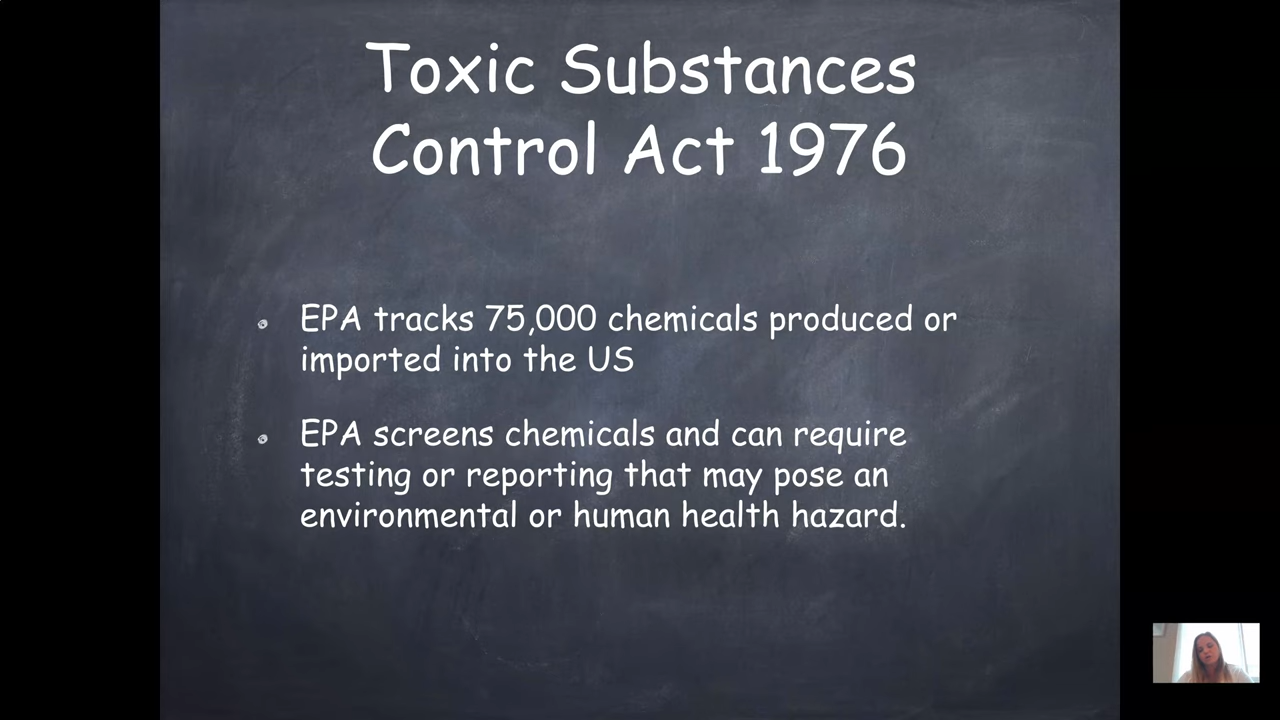 Toxic Substances
Control Act 1976
EPA tracks 75,000 chemicals produced or
imported into the US
EPA screens chemicals and can require
testing or reporting that may pose an
environmental or human health hazard.